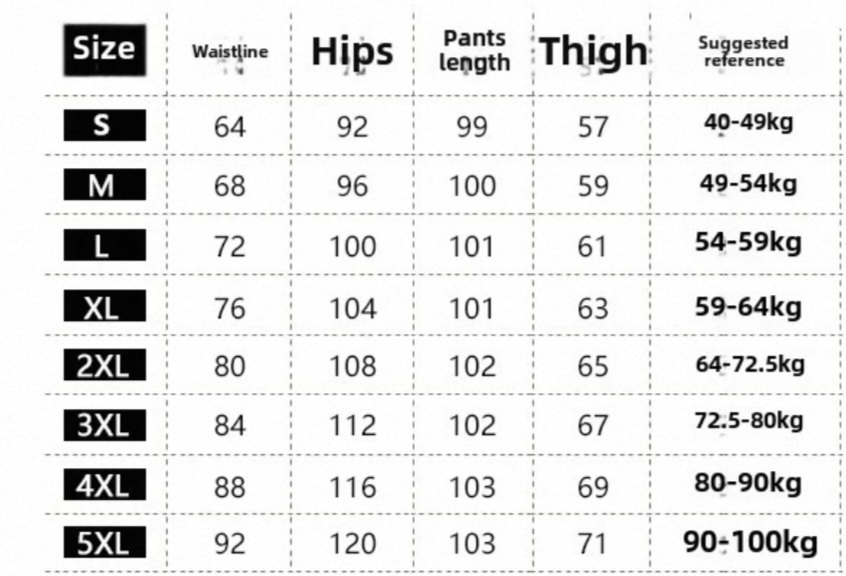 Size Waistline Hips Pants length Thigh Suggested reference
S 64 92 99 57 40-49kg
M 68 96 100 59 49-54kg
L 72 100 101 61 54-59kg
XL 76 104 101 63 59-64kg
2XL 80 108 102 65 64-72.5kg
3XL 84 112 102 67 72.5-80kg
4XL 88 116 103 69 80-90kg
5XL 92 120 103 71 90-100kg